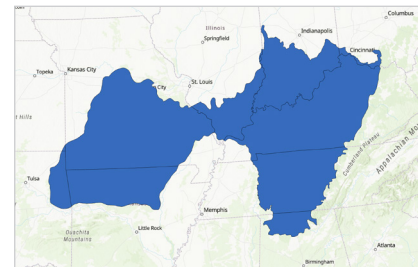 Columbus
Illinois
Indianapolis
Springfield
Cincinnati
Topeka
Kansas City
City
St. Louis
t Hills
Cumberland Plateau
Appalachian Mo
Tulsa
Memphis
Little Rock
Ouachita
Mountains
Atlanta
Birmingham